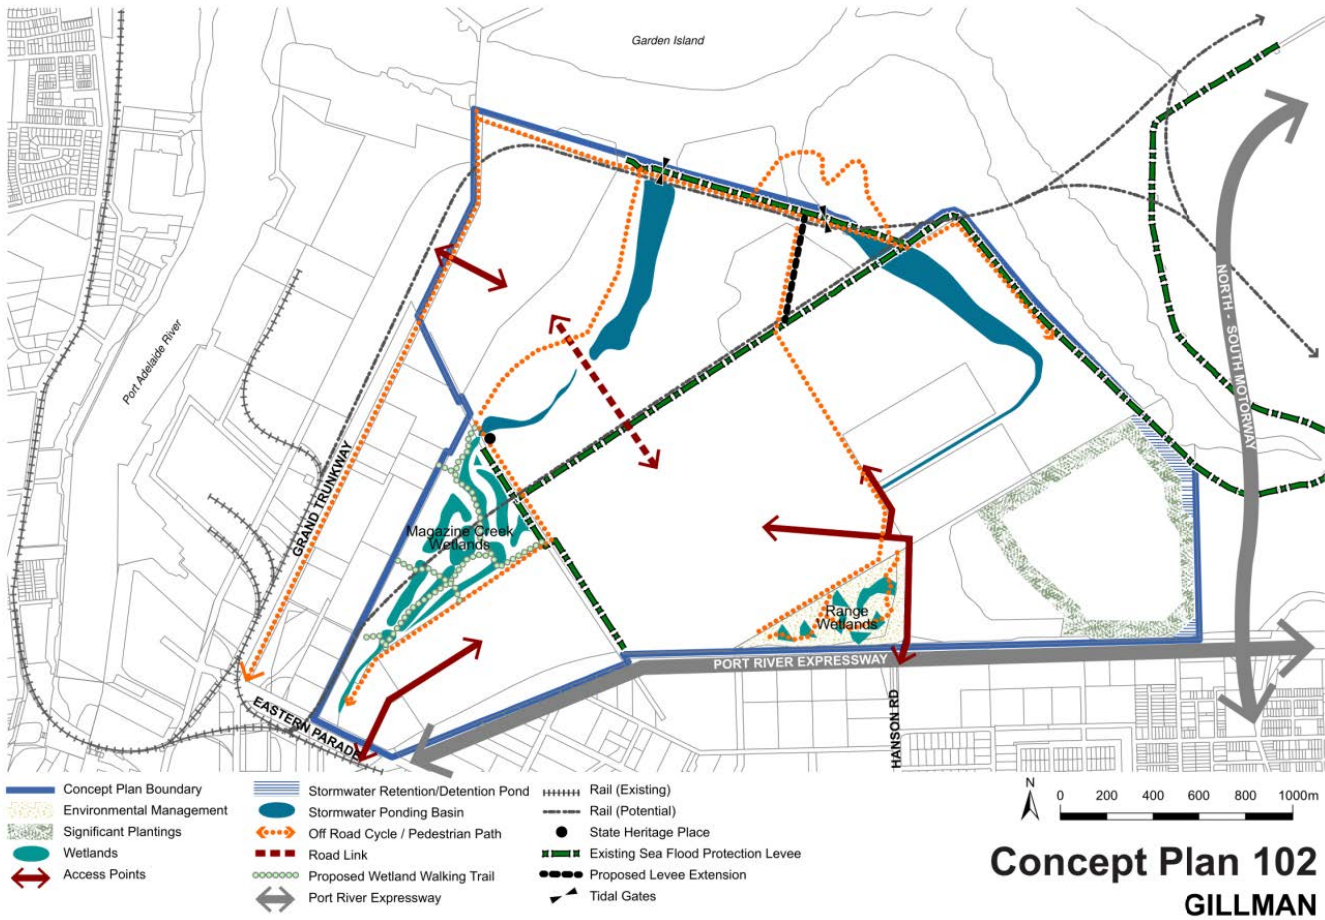 Garden Island
Port Adelaide River
GRAND TRUNKWAY
NORTH - SOUTH MOTORWAY
Magazine Creek
Wetlands
Range
Wetlands
PORT RIVER EXPRESSWAY
EASTERN PARADE
HANSON RD
Concept Plan Boundary
Environmental Management
Significant Plantings
Wetlands
Access Points
Stormwater Retention/Detention Pond
Stormwater Ponding Basin
Off Road Cycle / Pedestrian Path
Road Link
Proposed Wetland Walking Trail
Port River Expressway
Rail (Existing)
Rail (Potential)
State Heritage Place
Existing Sea Flood Protection Levee
Proposed Levee Extension
Tidal Gates
N
0 200 400 600 800 1000m
Concept Plan 102
GILLMAN